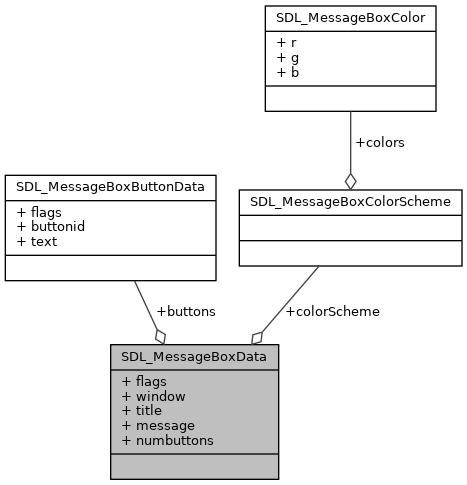 SDL_MessageBoxColor
+ r
+ g
+ b
+colors
SDL_MessageBoxButtonData
+ flags
+ buttonid
+ text
SDL_MessageBoxColorScheme
+buttons
+colorScheme
SDL_MessageBoxData
+ flags
+ window
+ title
+ message
+ numbuttons